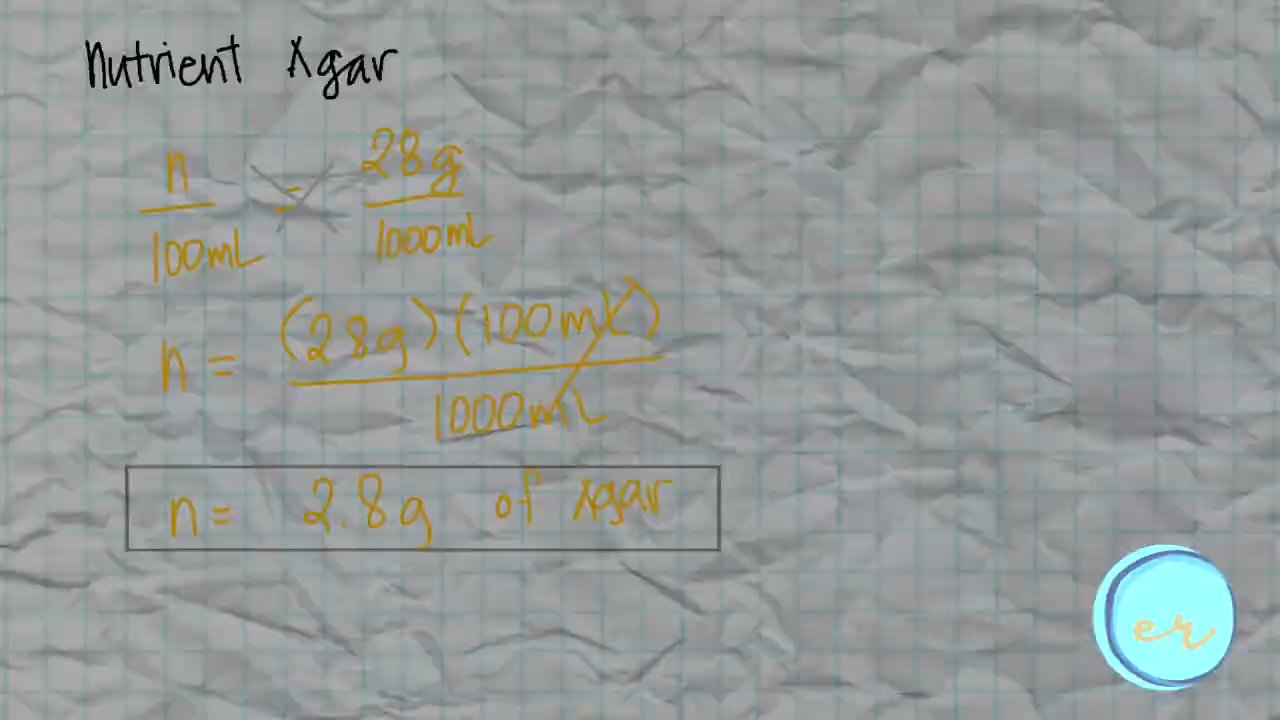 Nutrient Agar
n/100mL = 28g/1000mL
n = (28g)(100mL)/1000mL
n = 2.8g of Agar
er